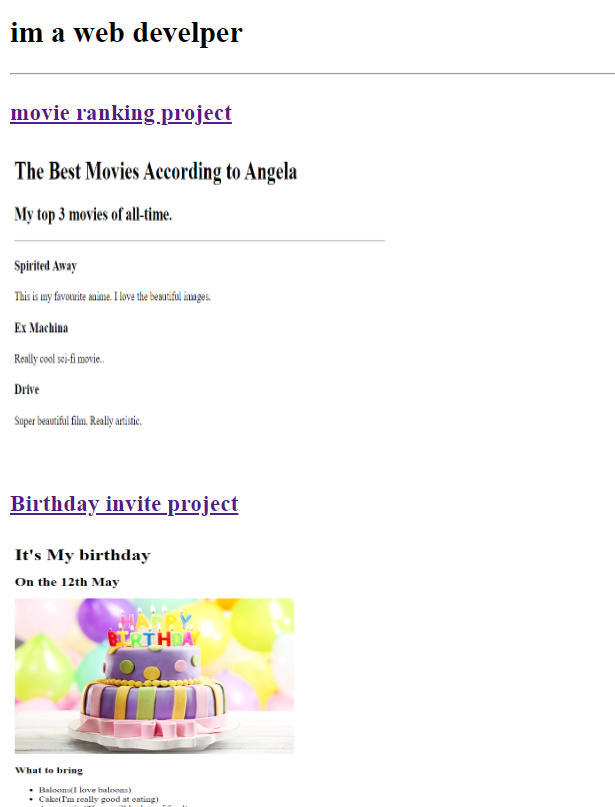 im a web develper
movie ranking project
The Best Movies According to Angela
My top 3 movies of all-time.
Spirited Away
This is my favourite anime. I love the beautiful images.
Ex Machina
Really cool sci-fi movie..
Drive
Super beautiful film. Really artistic.
Birthday invite project
It's My birthday
On the 12th May
HAPPY
BIRTHDAY
What to bring
Baloons(I love baloons)
Cake(I'm really good at eating)